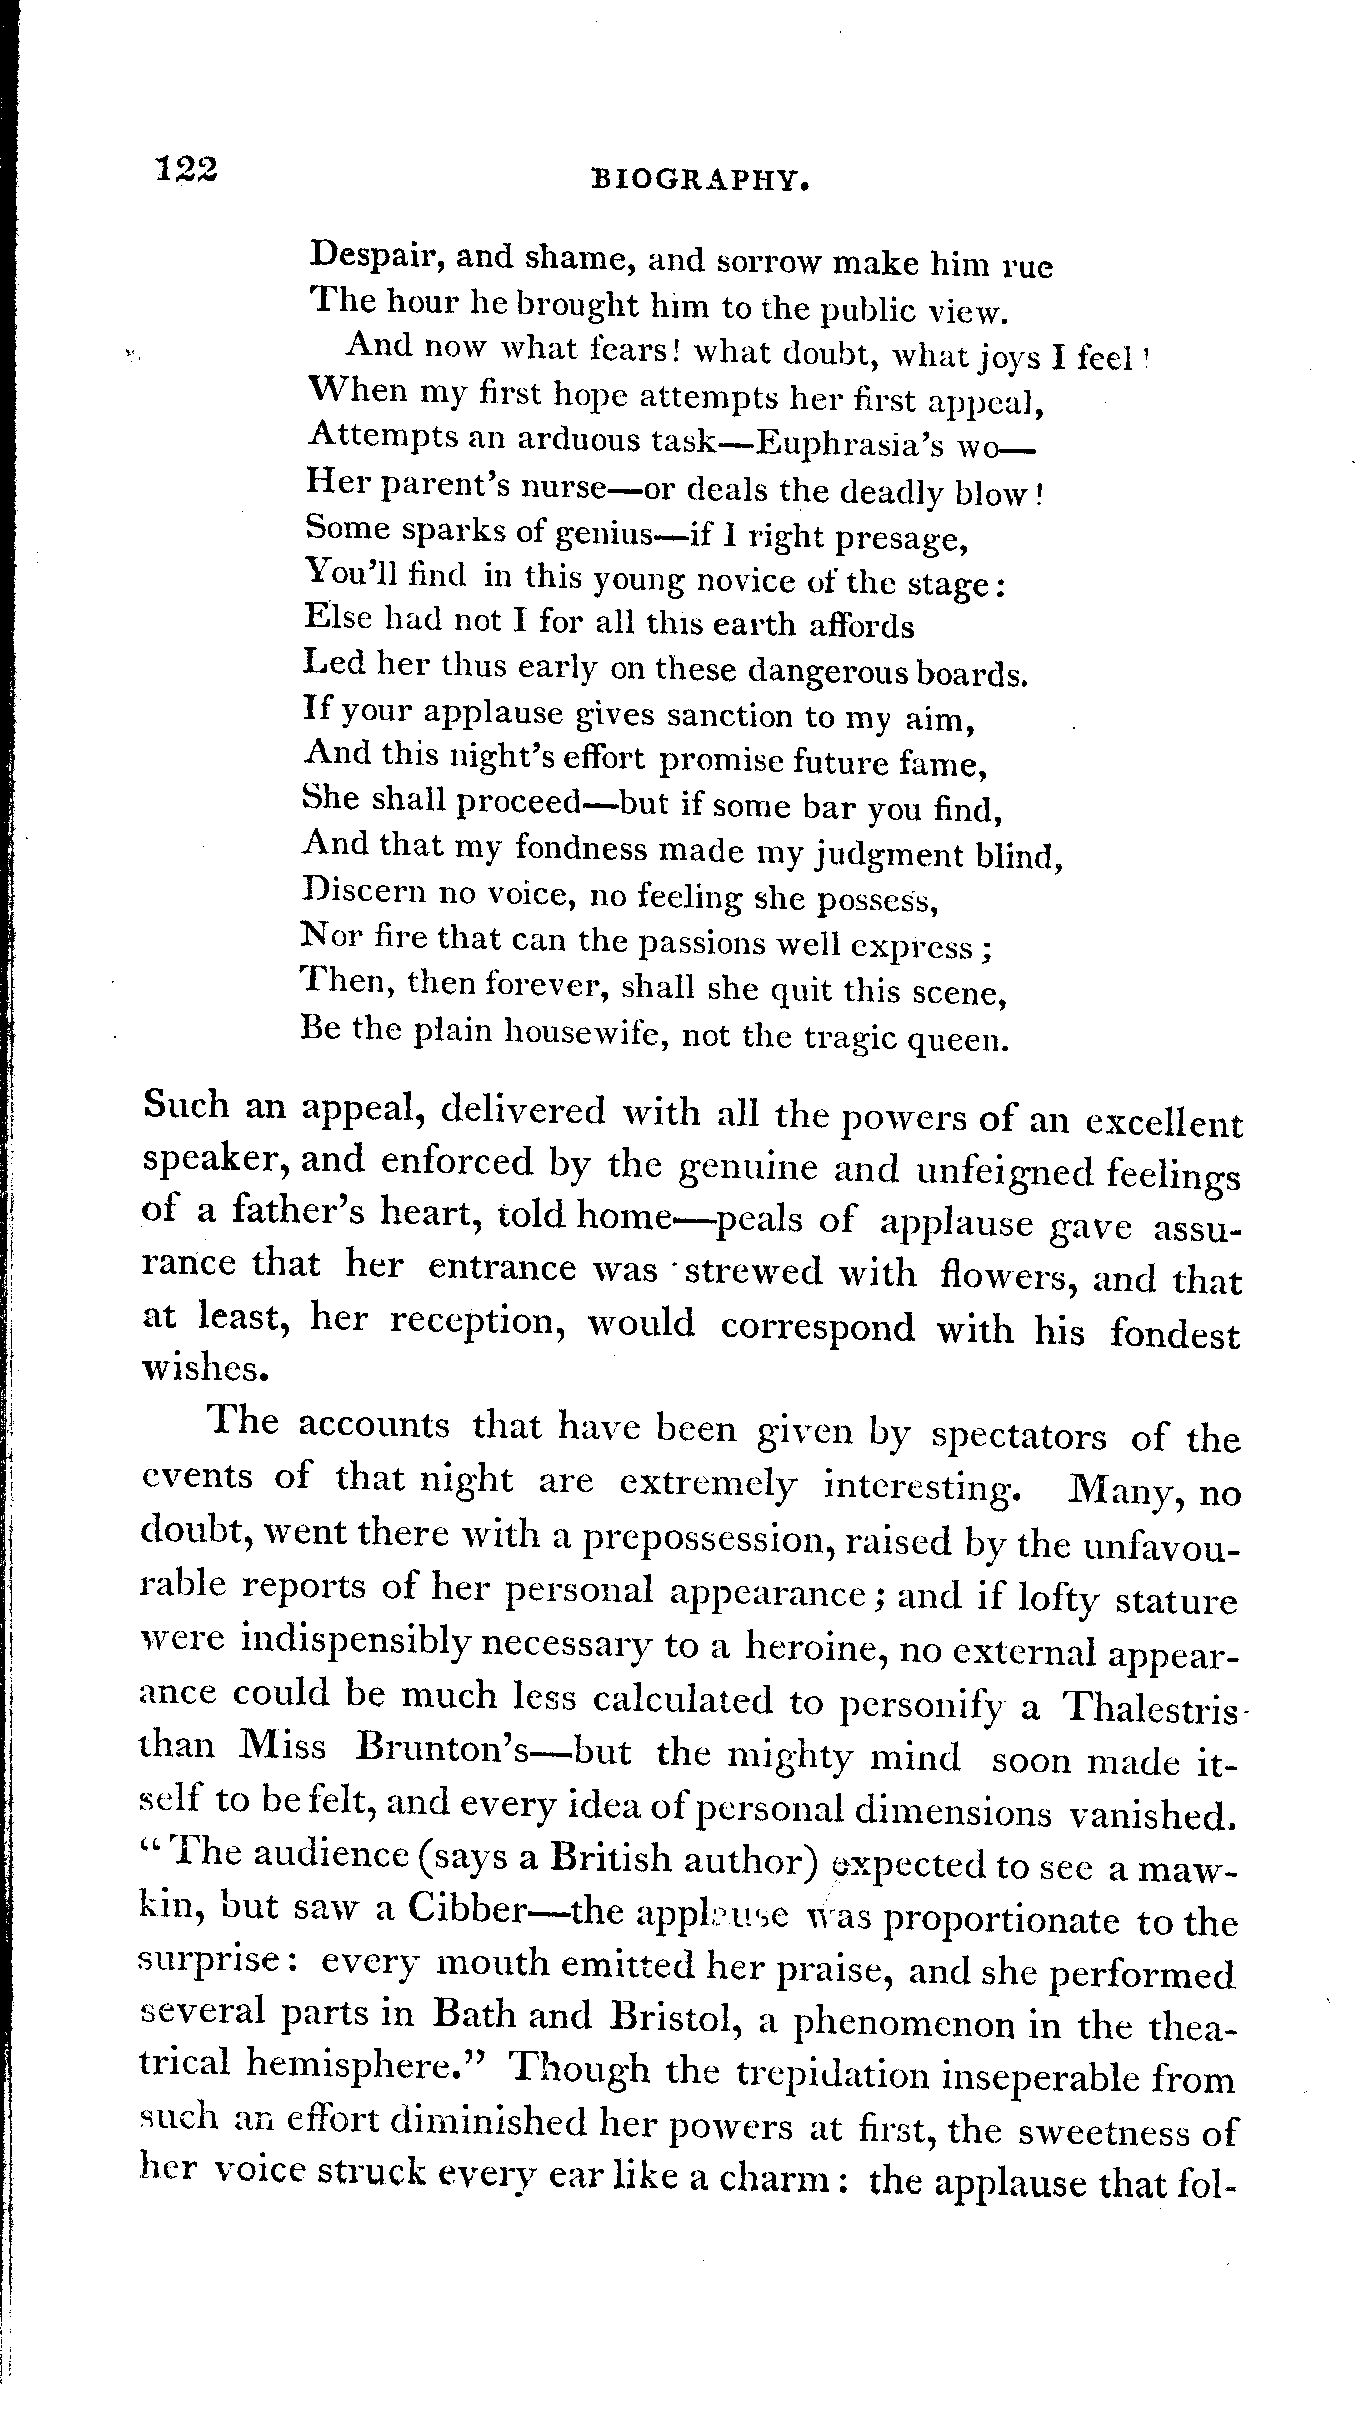 122
BIOGRAPHY.
Despair, and shame, and sorrow make him rue
The hour he brought him to the public view.
And now what fears! what doubt, what joys I feel!
When my first hope attempts her first appeal,
Attempts an arduous task—Euphrasia's wo—
Her parent's nurse—or deals the deadly blow!
Some sparks of genius—if I right presage,
You'll find in this young novice of the stage:
Else had not I for all this earth affords
Led her thus early on these dangerous boards.
If your applause gives sanction to my aim,
And this night's effort promise future fame,
She shall proceed—but if some bar you find,
And that my fondness made my judgment blind,
Discern no voice, no feeling she possess,
Nor fire that can the passions well express;
Then, then forever, shall she quit this scene,
Be the plain housewife, not the tragic queen.
Such an appeal, delivered with all the powers of an excellent
speaker, and enforced by the genuine and unfeigned feelings
of a father's heart, told home—peals of applause gave assu-
rance that her entrance was strewed with flowers, and that
at least, her reception, would correspond with his fondest
wishes.
The accounts that have been given by spectators of the
events of that night are extremely interesting. Many, no
doubt, went there with a prepossession, raised by the unfavou-
rable reports of her personal appearance; and if lofty stature
were indispensibly necessary to a heroine, no external appear-
ance could be much less calculated to personify a Thalestris
than Miss Brunton's—but the mighty mind soon made it-
self to be felt, and every idea of personal dimensions vanished.
"The audience (says a British author) expected to see a maw-
kin, but saw a Cibber—the applause was proportionate to the
surprise: every mouth emitted her praise, and she performed
several parts in Bath and Bristol, a phenomenon in the thea-
trical hemisphere." Though the trepidation inseperable from
such an effort diminished her powers at first, the sweetness of
her voice struck every ear like a charm: the applause that fol-